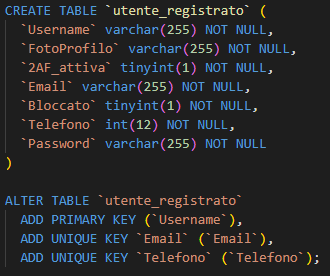 CREATE TABLE `utente_registrato` (
  `Username` varchar(255) NOT NULL,
  `FotoProfilo` varchar(255) NOT NULL,
  `2AF_attiva` tinyint(1) NOT NULL,
  `Email` varchar(255) NOT NULL,
  `Bloccato` tinyint(1) NOT NULL,
  `Telefono` int(12) NOT NULL,
  `Password` varchar(255) NOT NULL
)
ALTER TABLE `utente_registrato`
  ADD PRIMARY KEY (`Username`),
  ADD UNIQUE KEY `Email` (`Email`),
  ADD UNIQUE KEY `Telefono` (`Telefono`);